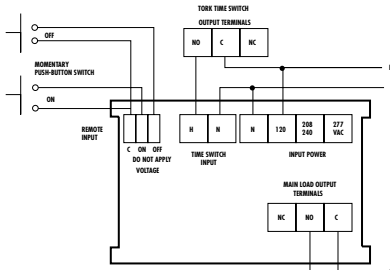 TORK TIME SWITCH
OUTPUT TERMINALS
NO C NC
OFF
MOMENTARY
PUSH-BUTTON SWITCH
ON
REMOTE
INPUT
C ON OFF
DO NOT APPLY
VOLTAGE
H N
TIME SWITCH
INPUT
N 120 208
240 277
VAC
INPUT POWER
MAIN LOAD OUTPUT
TERMINALS
NC NO C